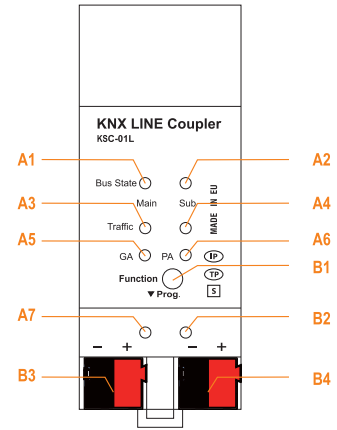 KNX LINE Coupler
KSC-01L
A1 A2
Bus State
Main Sub
A3 A4
Traffic
MADE IN EU
A5 A6
GA PA IP
B1
Function TP
▼ Prog. S
A7 B2
− + − +
B3 B4